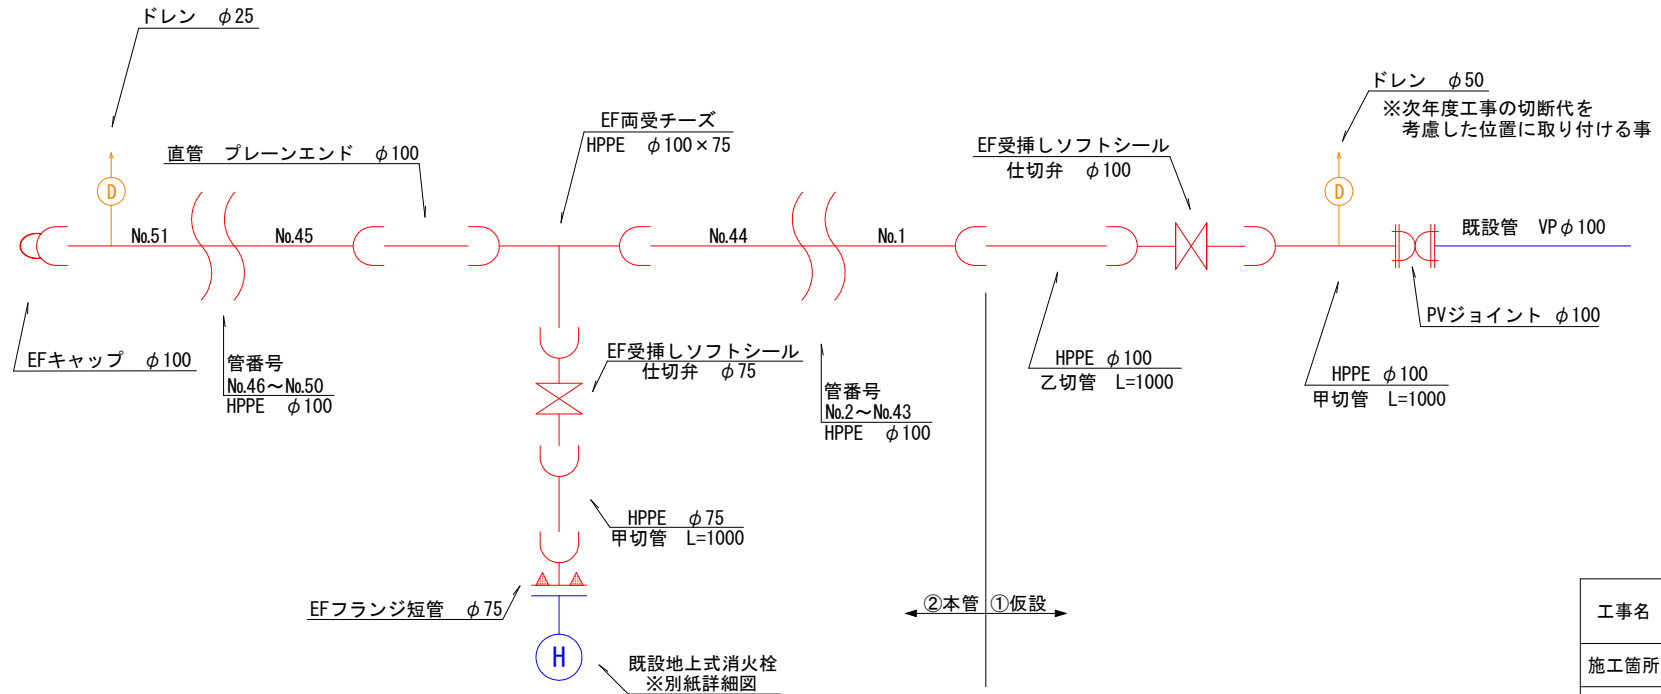 ドレン φ25
ドレン φ50
※次年度工事の切断代を
考慮した位置に取り付ける事
EF両受チーズ
HPPE φ100×75
直管 プレーンエンド φ100
EF受挿しソフトシール
仕切弁 φ100
D
D
No.51
No.45
No.44
No.1
既設管 VPφ100
EFキャップ φ100
管番号
No.46～No.50
HPPE φ100
EF受挿しソフトシール
仕切弁 φ75
管番号
No.2～No.43
HPPE φ100
HPPE φ100
乙切管 L=1000
HPPE φ100
甲切管 L=1000
PVジョイント φ100
HPPE φ75
甲切管 L=1000
EFフランジ短管 φ75
②本管 ①仮設
H
既設地上式消火栓
※別紙詳細図
工事名
施工箇所